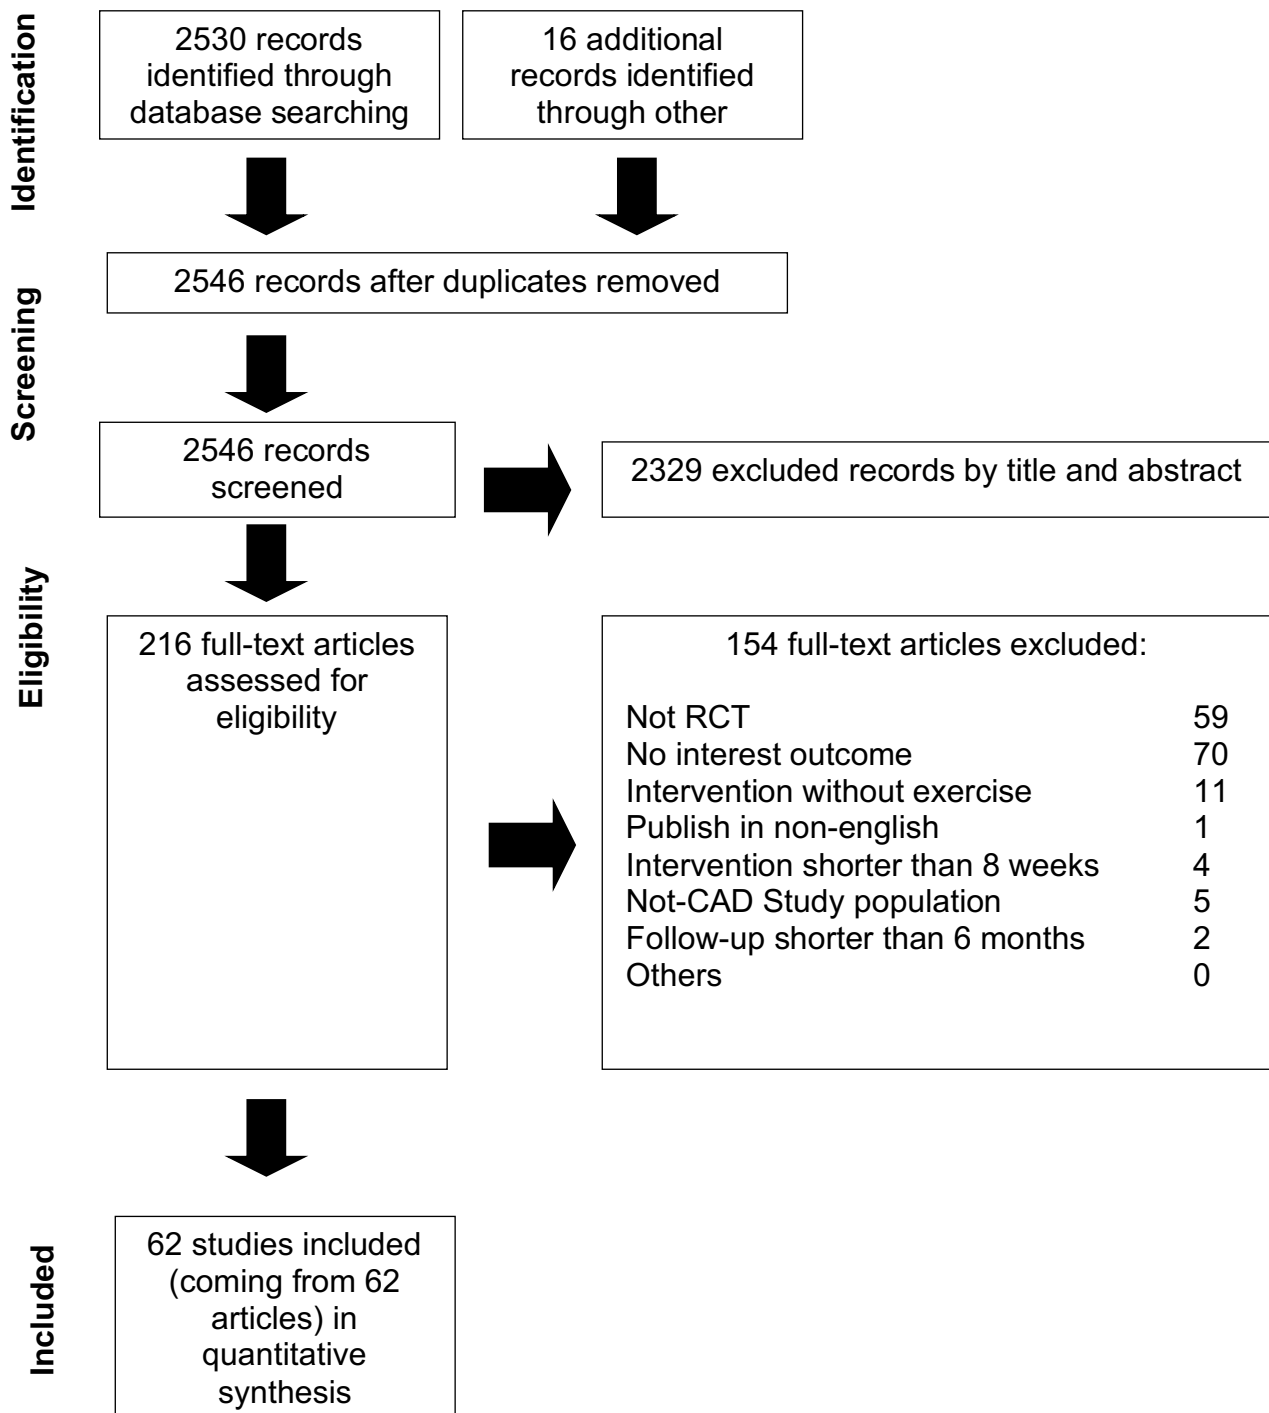 Identification
2530 records
identified through
database searching
16 additional
records identified
through other
2546 records after duplicates removed
Screening
2546 records
screened
2329 excluded records by title and abstract
Eligibility
216 full-text articles
assessed for
eligibility
154 full-text articles excluded:
Not RCT 59
No interest outcome 70
Intervention without exercise 11
Publish in non-english 1
Intervention shorter than 8 weeks 4
Not-CAD Study population 5
Follow-up shorter than 6 months 2
Others 0
Included
62 studies included
(coming from 62
articles) in
quantitative
synthesis